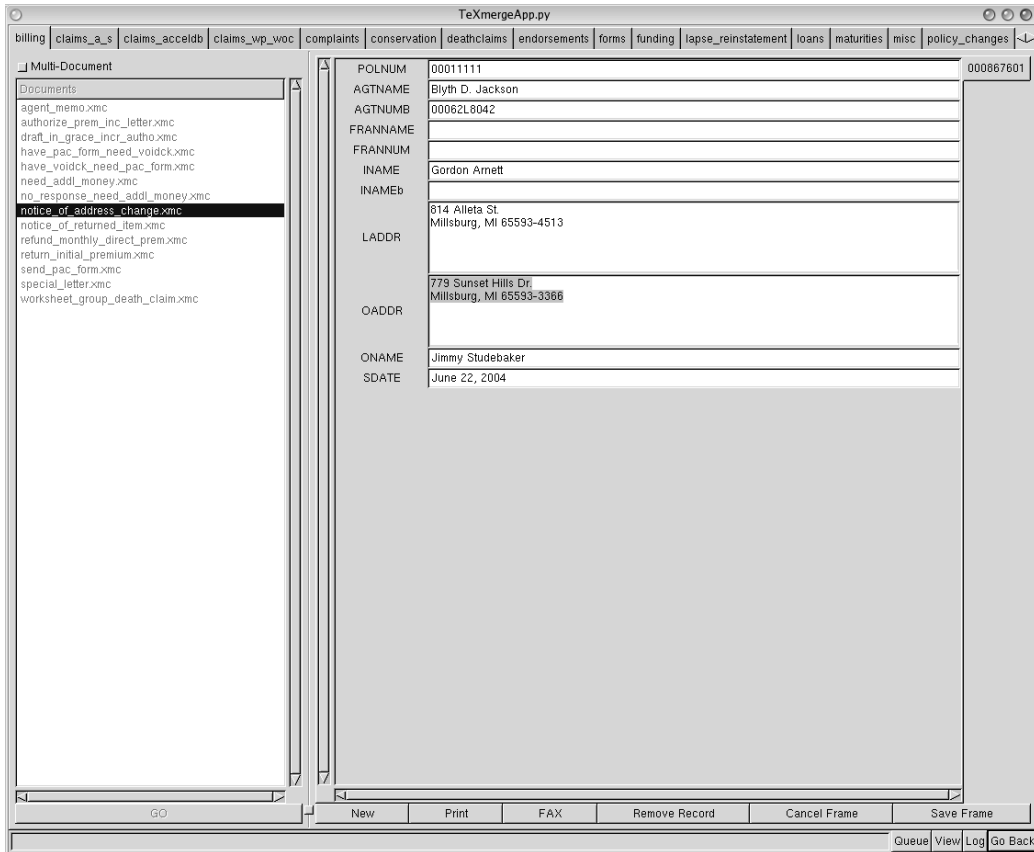 TeXmergeApp.py
billing claims_a_s claims_acceldb claims_wp_woc complaints conservation deathclaims endorsements forms funding lapse_reinstatement loans maturities misc policy_changes
Multi-Document
Documents
agent_memo.xmc
authorize_prem_inc_letter.xmc
draft_in_grace_incr_autho.xmc
have_pac_form_need_voidck.xmc
have_voidck_need_pac_form.xmc
need_addl_money.xmc
no_response_need_addl_money.xmc
notice_of_address_change.xmc
notice_of_returned_item.xmc
refund_monthly_direct_prem.xmc
return_initial_premium.xmc
send_pac_form.xmc
special_letter.xmc
worksheet_group_death_claim.xmc
GO
POLNUM 00011111
AGTNAME Blyth D. Jackson
AGTNUMB 00062L8042
FRANNAME
FRANNUM
INAME Gordon Arnett
INAMEb
LADDR
814 Alleta St.
Millsburg, MI 65593-4513
OADDR
779 Sunset Hills Dr.
Millsburg, MI 65593-3366
ONAME Jimmy Studebaker
SDATE June 22, 2004
000867601
New Print FAX Remove Record Cancel Frame Save Frame
Queue View Log Go Back